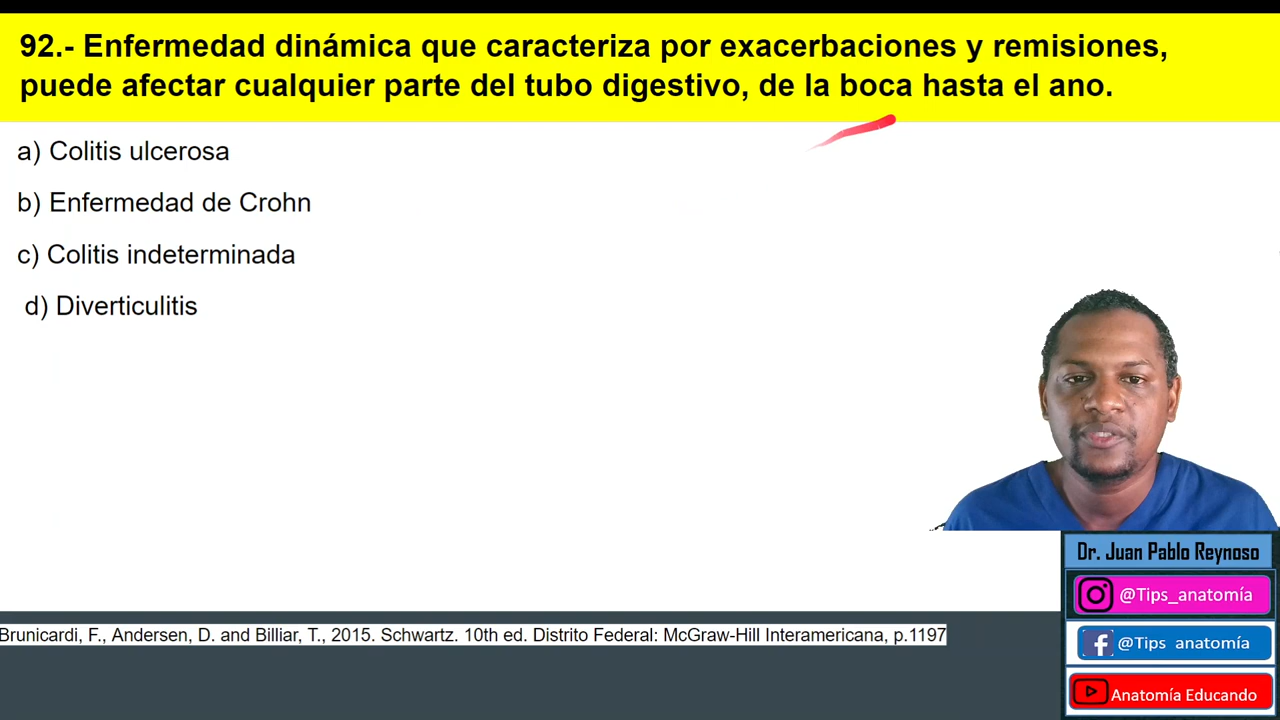 92.- Enfermedad dinámica que caracteriza por exacerbaciones y remisiones,
puede afectar cualquier parte del tubo digestivo, de la boca hasta el ano.
a) Colitis ulcerosa
b) Enfermedad de Crohn
c) Colitis indeterminada
d) Diverticulitis
Dr. Juan Pablo Reynoso
@Tips_anatomía
Brunicardi, F., Andersen, D. and Billiar, T., 2015. Schwartz. 10th ed. Distrito Federal: McGraw-Hill Interamericana, p.1197
@Tips anatomía
Anatomía Educando